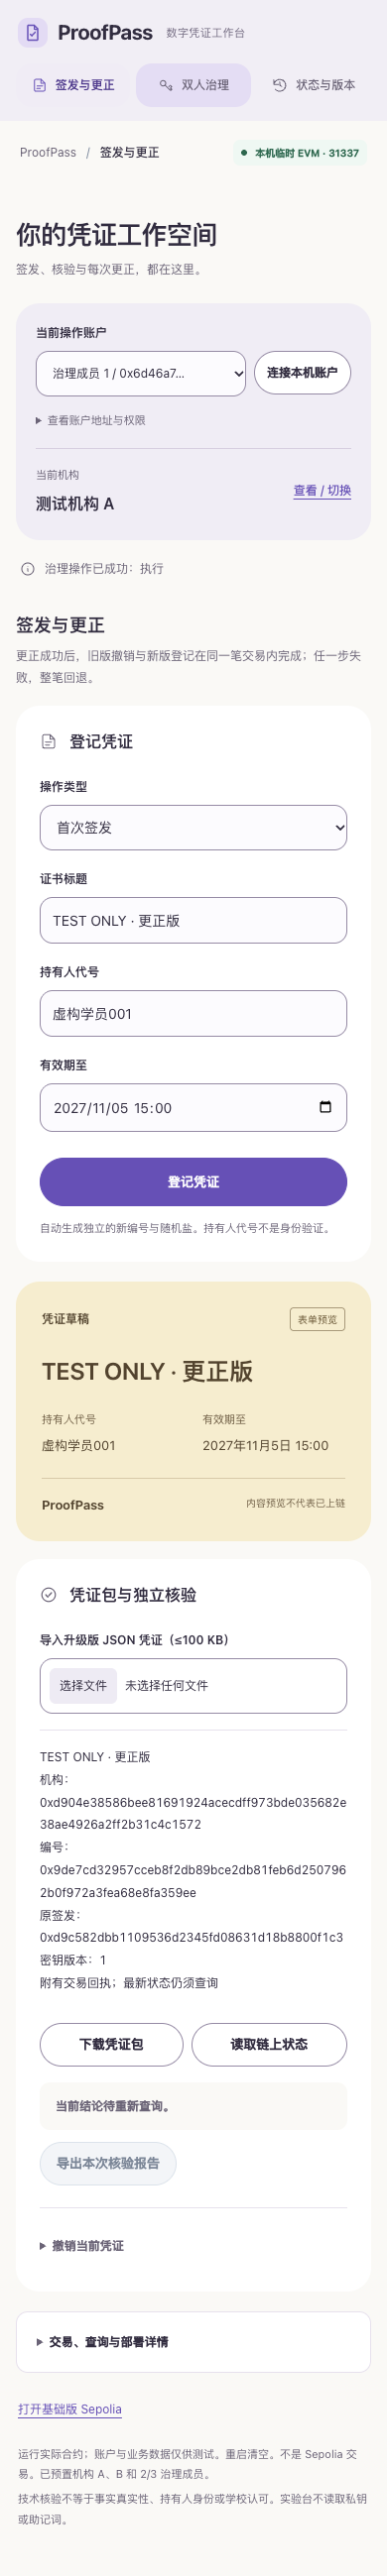 ProofPass 数字凭证工作台
签发与更正 双人治理 状态与版本
ProofPass / 签发与更正 本机临时 EVM · 31337
你的凭证工作空间
签发、核验与每次更正，都在这里。
当前操作账户
治理成员 1 / 0x6d46a7... 连接本机账户
查看账户地址与权限
当前机构
测试机构 A 查看 / 切换
治理操作已成功：执行
签发与更正
更正成功后，旧版撤销与新版登记在同一笔交易内完成；任一步失
败，整笔回退。
登记凭证
操作类型
首次签发
证书标题
TEST ONLY · 更正版
持有人代号
虚构学员001
有效期至
2027/11/05 15:00
登记凭证
自动生成独立的新编号与随机盐。持有人代号不是身份验证。
凭证草稿 表单预览
TEST ONLY · 更正版
持有人代号 有效期至
虚构学员001 2027年11月5日 15:00
ProofPass 内容预览不代表已上链
凭证包与独立核验
导入升级版 JSON 凭证（≤100 KB）
选择文件 未选择任何文件
TEST ONLY · 更正版
机构：
0xd904e38586bee81691924acecdff973bde035682e
38ae4926a2ff2b31c4c1572
编号：
0x9de7cd32957cceb8f2db89bce2db81feb6d250796
2b0f972a3fea68e8fa359ee
原签发：
0xd9c582dbb1109536d2345fd08631d18b8800f1c3
密钥版本：1
附有交易回执；最新状态仍须查询
下载凭证包 读取链上状态
当前结论待重新查询。
导出本次核验报告
撤销当前凭证
交易、查询与部署详情
打开基础版 Sepolia
运行实际合约；账户与业务数据仅供测试。重启清空。不是 Sepolia 交
易。已预置机构 A、B 和 2/3 治理成员。
技术核验不等于事实真实性、持有人身份或学校认可。实验台不读取私钥
或助记词。